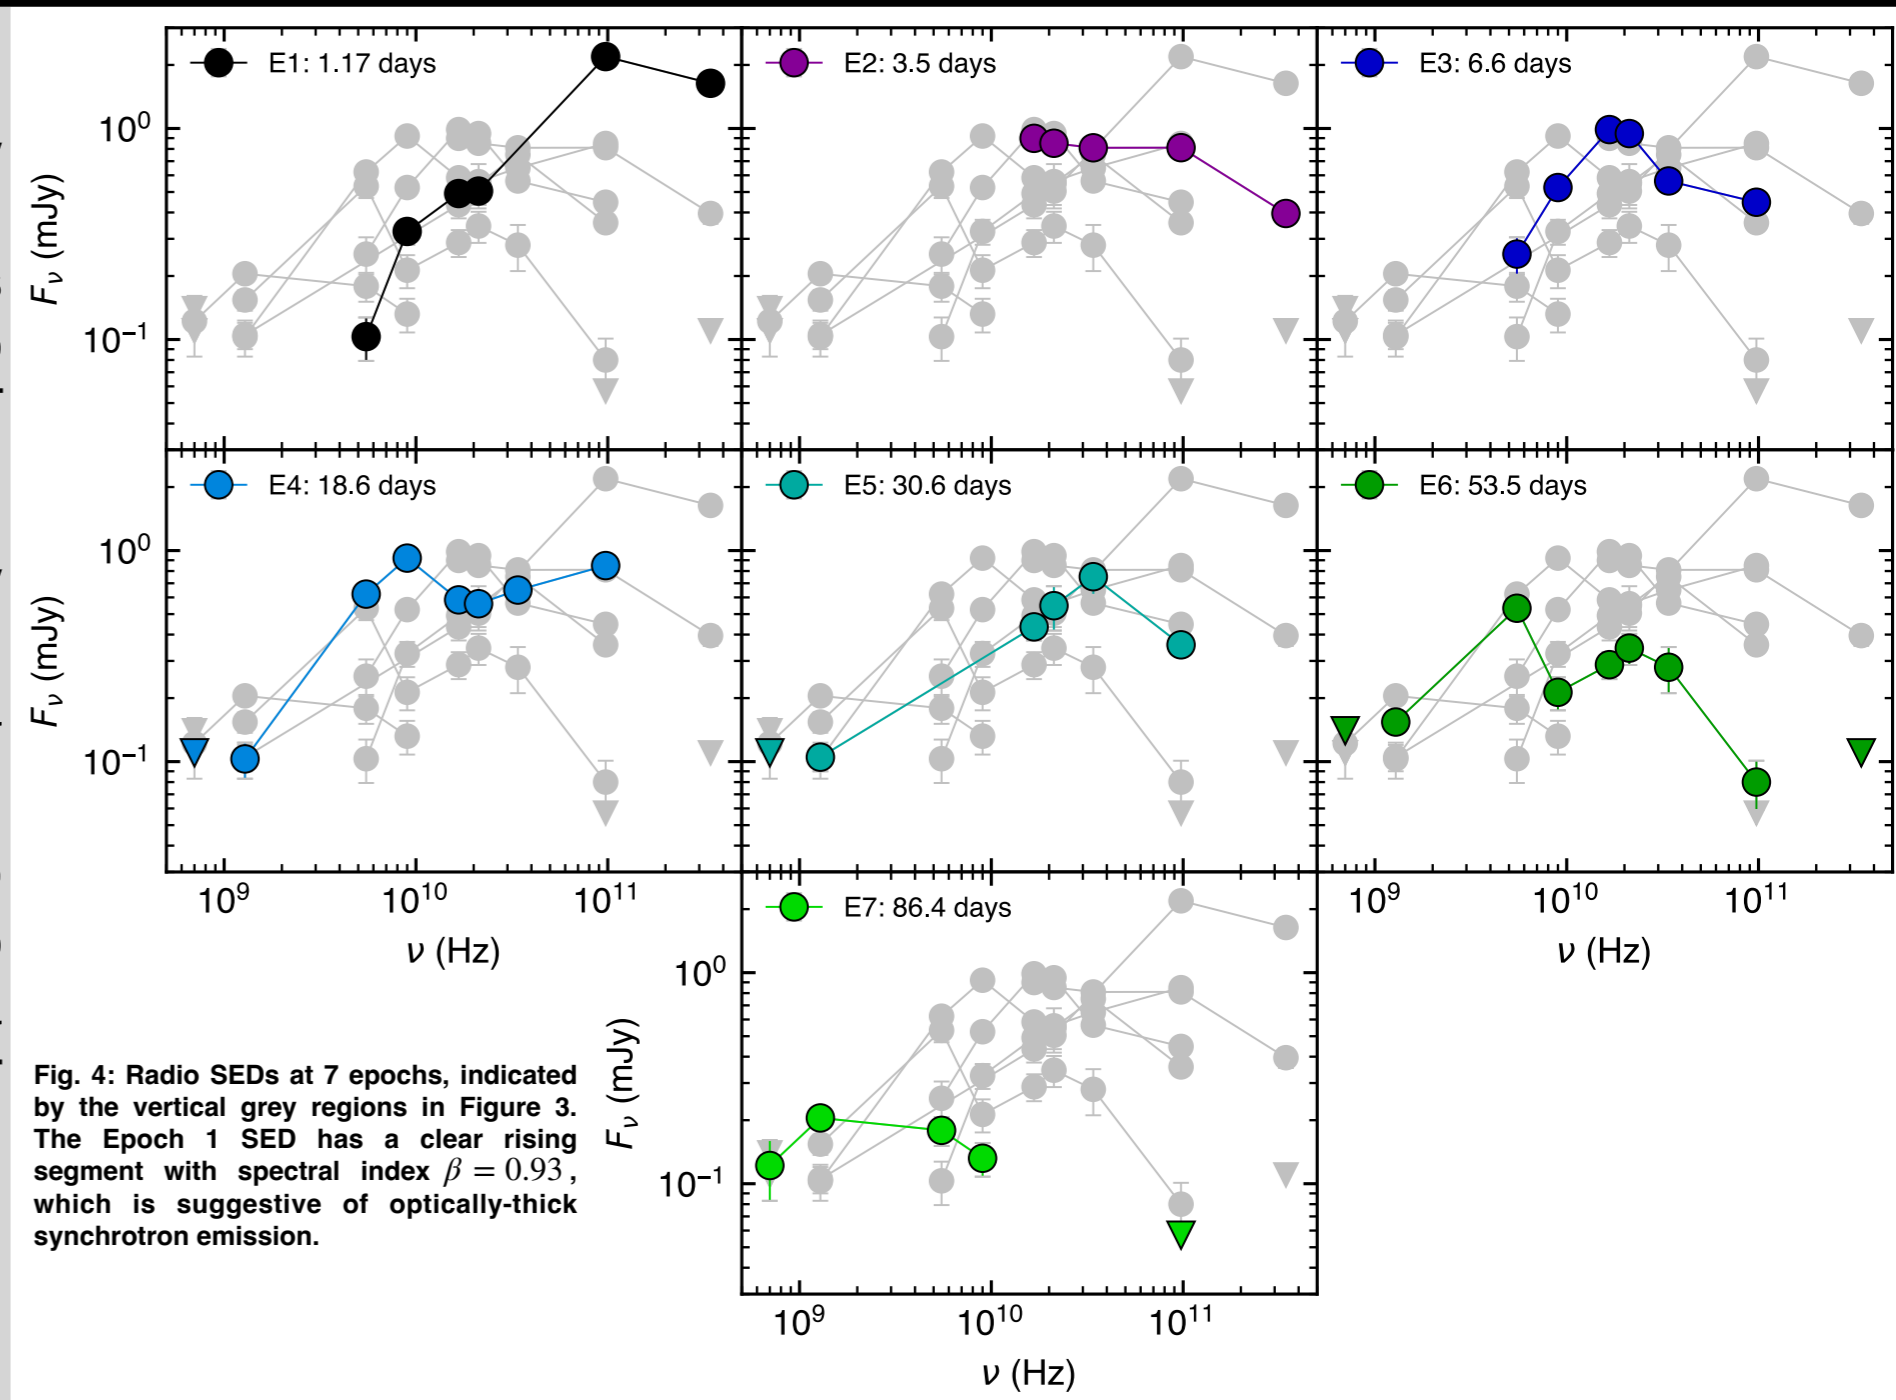 E1: 1.17 days
E2: 3.5 days
E3: 6.6 days
10⁰
10⁻¹
Fν (mJy)
E4: 18.6 days
E5: 30.6 days
E6: 53.5 days
10⁰
10⁻¹
Fν (mJy)
10⁹ 10¹⁰ 10¹¹
ν (Hz)
10⁹ 10¹⁰ 10¹¹
ν (Hz)
E7: 86.4 days
10⁰
10⁻¹
Fν (mJy)
10⁹ 10¹⁰ 10¹¹
ν (Hz)
Fig. 4: Radio SEDs at 7 epochs, indicated
by the vertical grey regions in Figure 3.
The Epoch 1 SED has a clear rising
segment with spectral index β = 0.93,
which is suggestive of optically-thick
synchrotron emission.